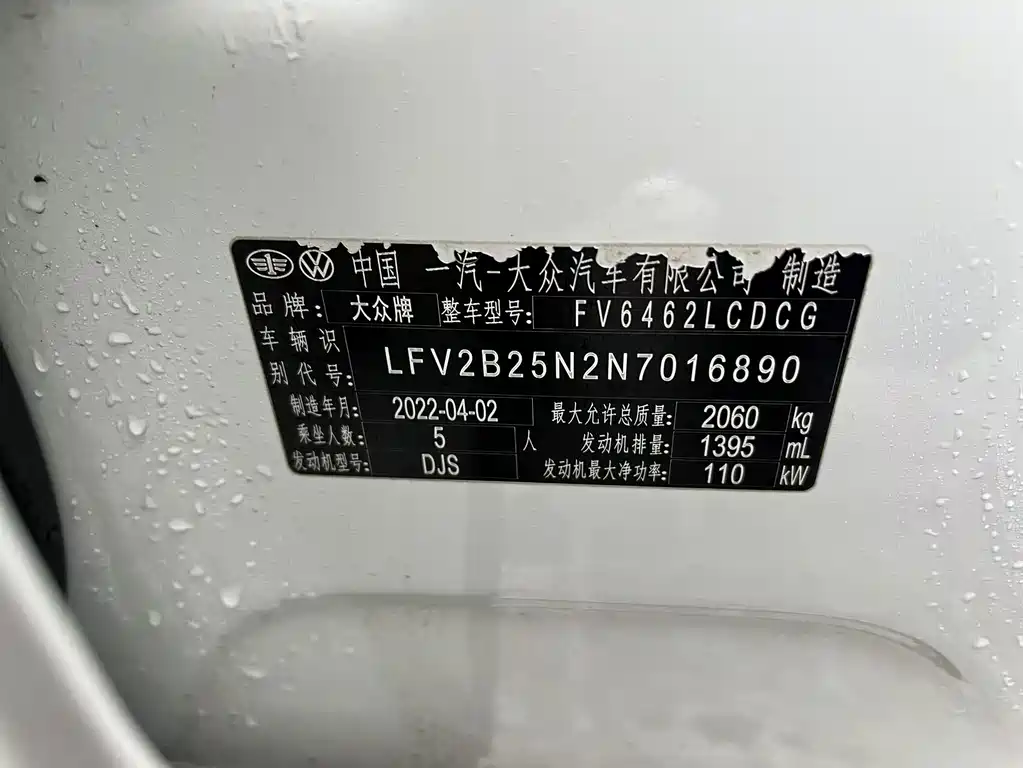 中国 一汽-大众汽车有限公司 制造
品牌: 大众牌 整车型号: FV6462LCDCG
车辆识别代号: LFV2B25N2N7016890
制造年月: 2022-04-02 最大允许总质量: 2060 kg
乘坐人数: 5 人 发动机排量: 1395 mL
发动机型号: DJS 发动机最大净功率: 110 kW